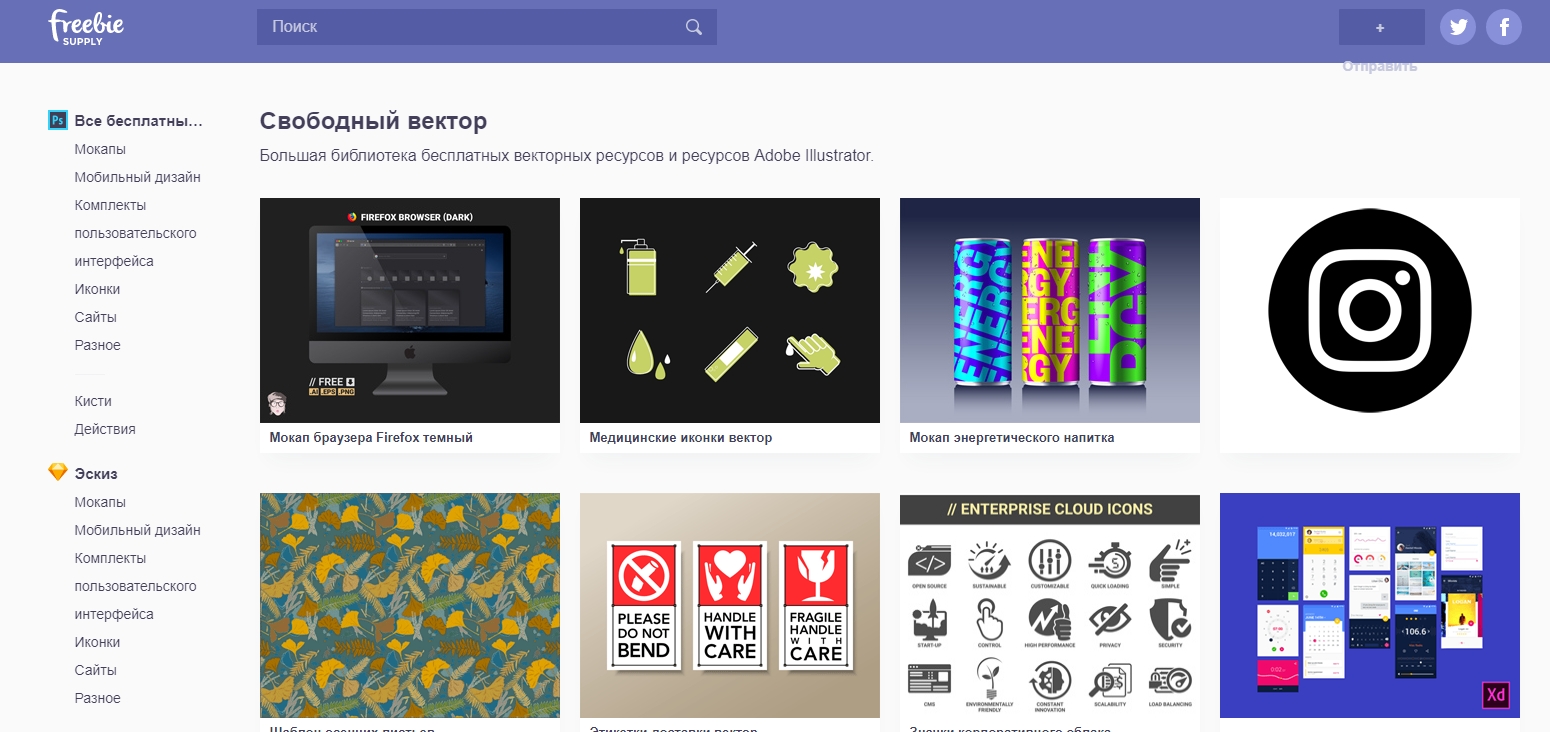 freebie
SUPPLY
Поиск
+
Отправить
Ps
Все бесплатны...
Мокапы
Мобильный дизайн
Комплекты
пользовательского
интерфейса
Иконки
Сайты
Разное
Кисти
Действия
Эскиз
Мокапы
Мобильный дизайн
Комплекты
пользовательского
интерфейса
Иконки
Сайты
Разное
Свободный вектор
Большая библиотека бесплатных векторных ресурсов и ресурсов Adobe Illustrator.
FIREFOX BROWSER (DARK)
// FREE
.AI .EPS .PNG
Мокап браузера Firefox темный
Медицинские иконки вектор
ENERGY
ENERGY
ENERGY
Мокап энергетического напитка
PLEASE
DO NOT
BEND
HANDLE
WITH
CARE
FRAGILE
HANDLE
WITH
CARE
// ENTERPRISE CLOUD ICONS
OPEN SOURCE
SUSTAINABLE
CUSTOMIZABLE
QUICK LOADING
SIMPLE
START-UP
CONTROL
HIGH PERFORMANCE
PRIVACY
SECURITY
CMS
ENVIRONMENTALLY
FRIENDLY
CONSTANT
INNOVATION
SCALABILITY
LOAD BALANCING
14,032,817
106.6
Xd
Шаблон осенних листьев
Этикетки доставки вектор
Значки корпоративного облака